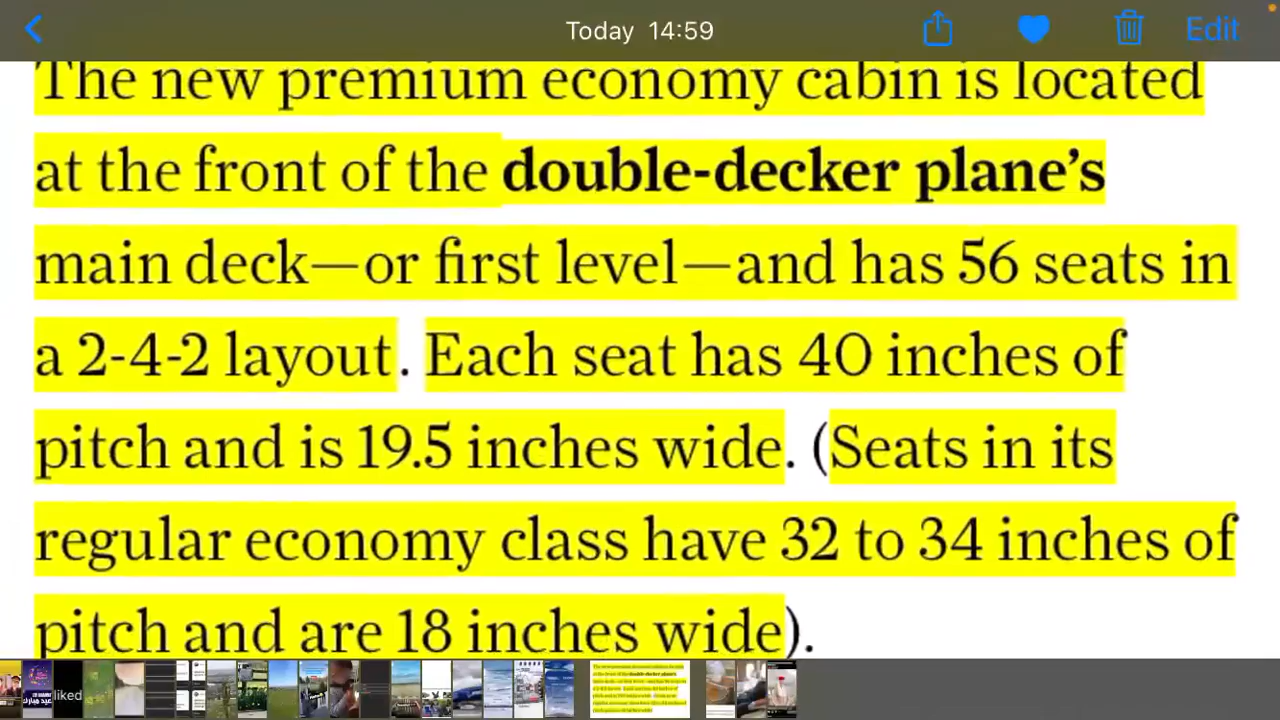 Today 14:59
Edit
The new premium economy cabin is located
at the front of the double-decker plane's
main deck—or first level—and has 56 seats in
a 2-4-2 layout. Each seat has 40 inches of
pitch and is 19.5 inches wide. (Seats in its
regular economy class have 32 to 34 inches of
pitch and are 18 inches wide).
liked